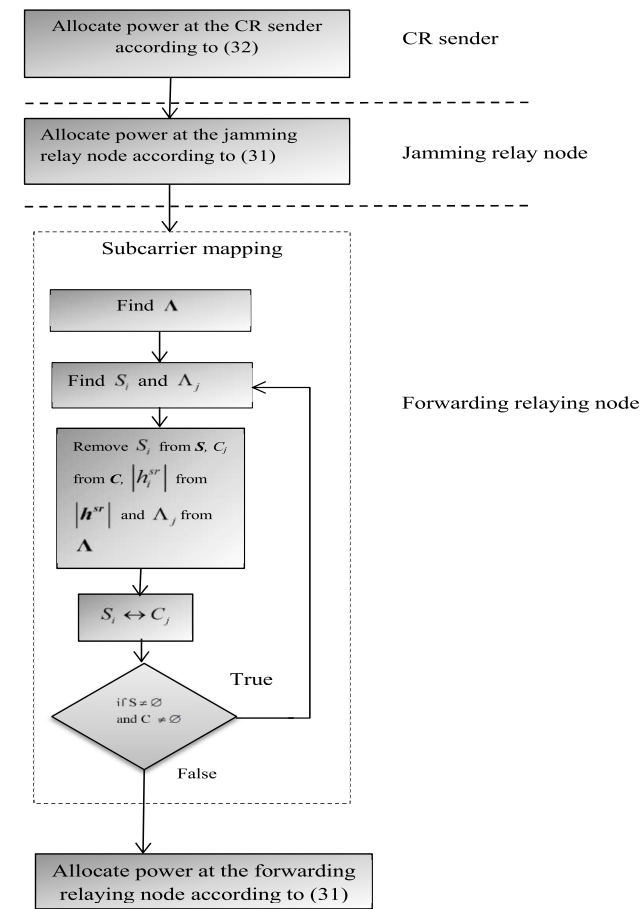 Allocate power at the CR sender
according to (32)
CR sender
Allocate power at the jamming
relay node according to (31)
Jamming relay node
Subcarrier mapping
Find Λ
Find S_i and Λ_j
Forwarding relaying node
Remove S_i from S, C_j
from C, |h_i^{sr}| from
|h^{sr}| and Λ_j from
Λ
S_i ↔ C_j
True
if S ≠ ∅
and C ≠ ∅
False
Allocate power at the forwarding
relaying node according to (31)